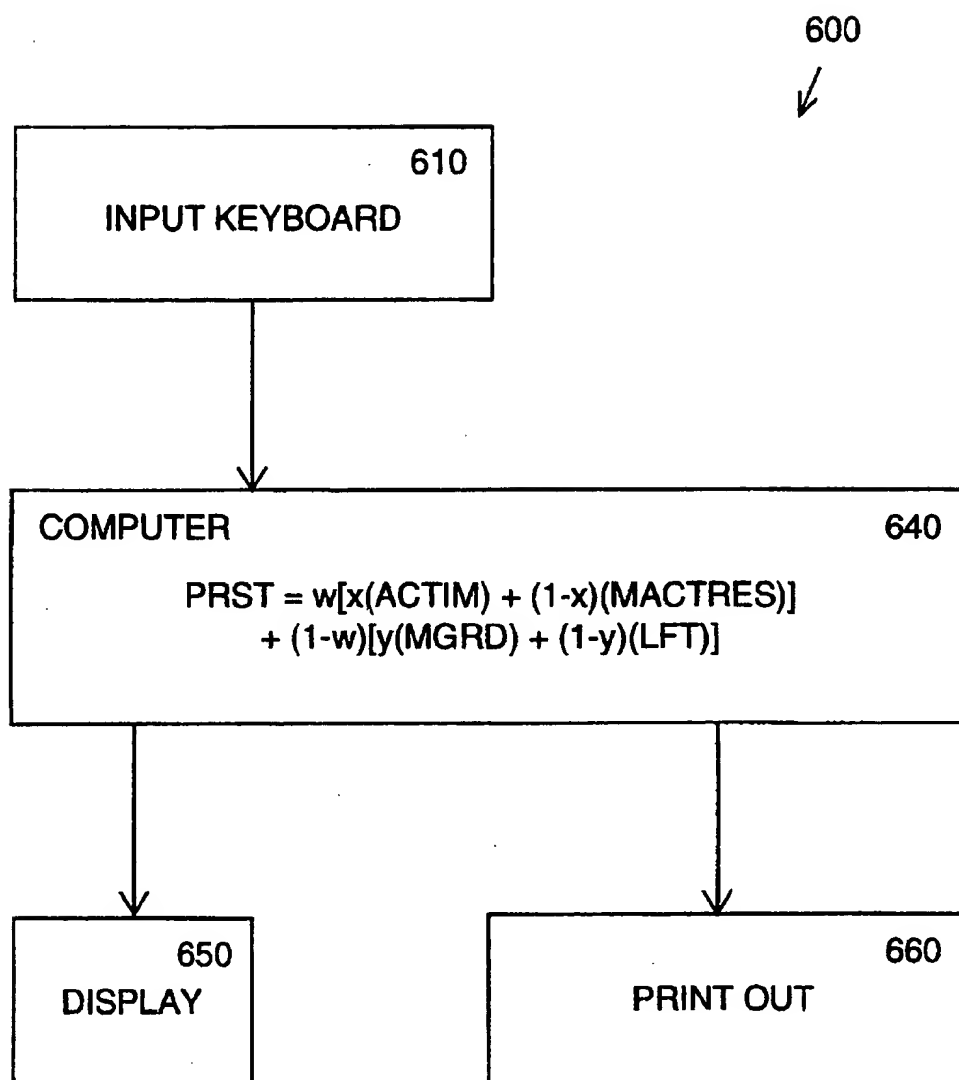 600
610
INPUT KEYBOARD
COMPUTER 640
PRST = w[x(ACTIM) + (1-x)(MACTRES)]
+ (1-w)[y(MGRD) + (1-y)(LFT)]
650
DISPLAY
660
PRINT OUT